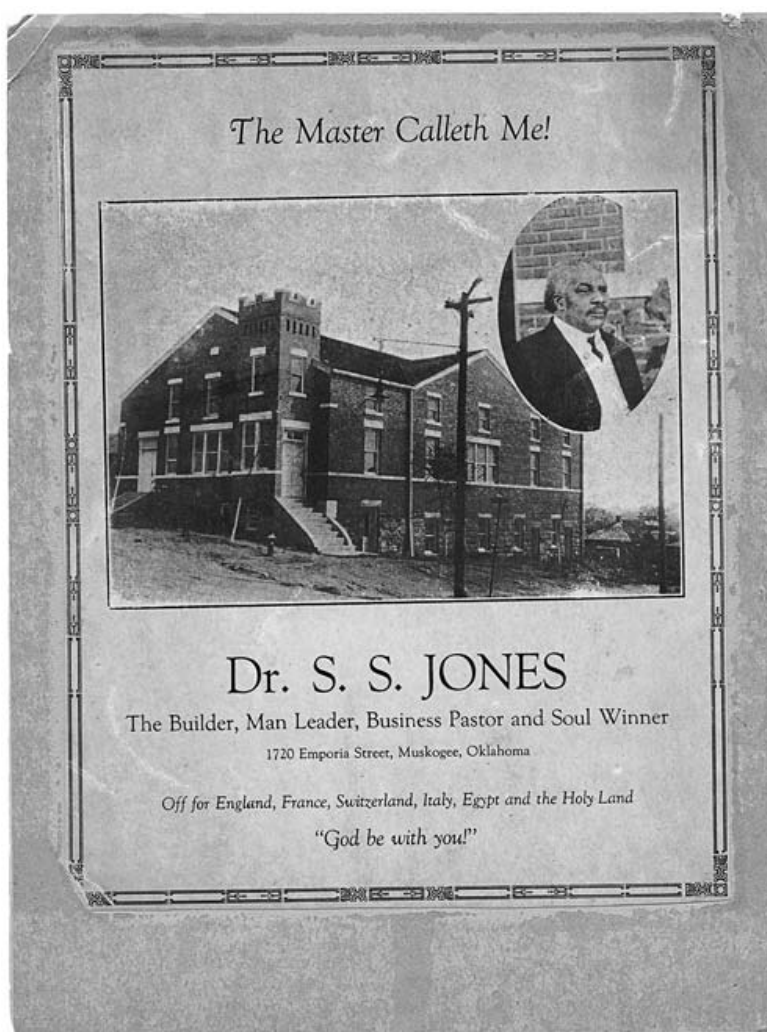 The Master Calleth Me!
Dr. S. S. JONES
The Builder, Man Leader, Business Pastor and Soul Winner
1720 Emporia Street, Muskogee, Oklahoma
Off for England, France, Switzerland, Italy, Egypt and the Holy Land
"God be with you!"